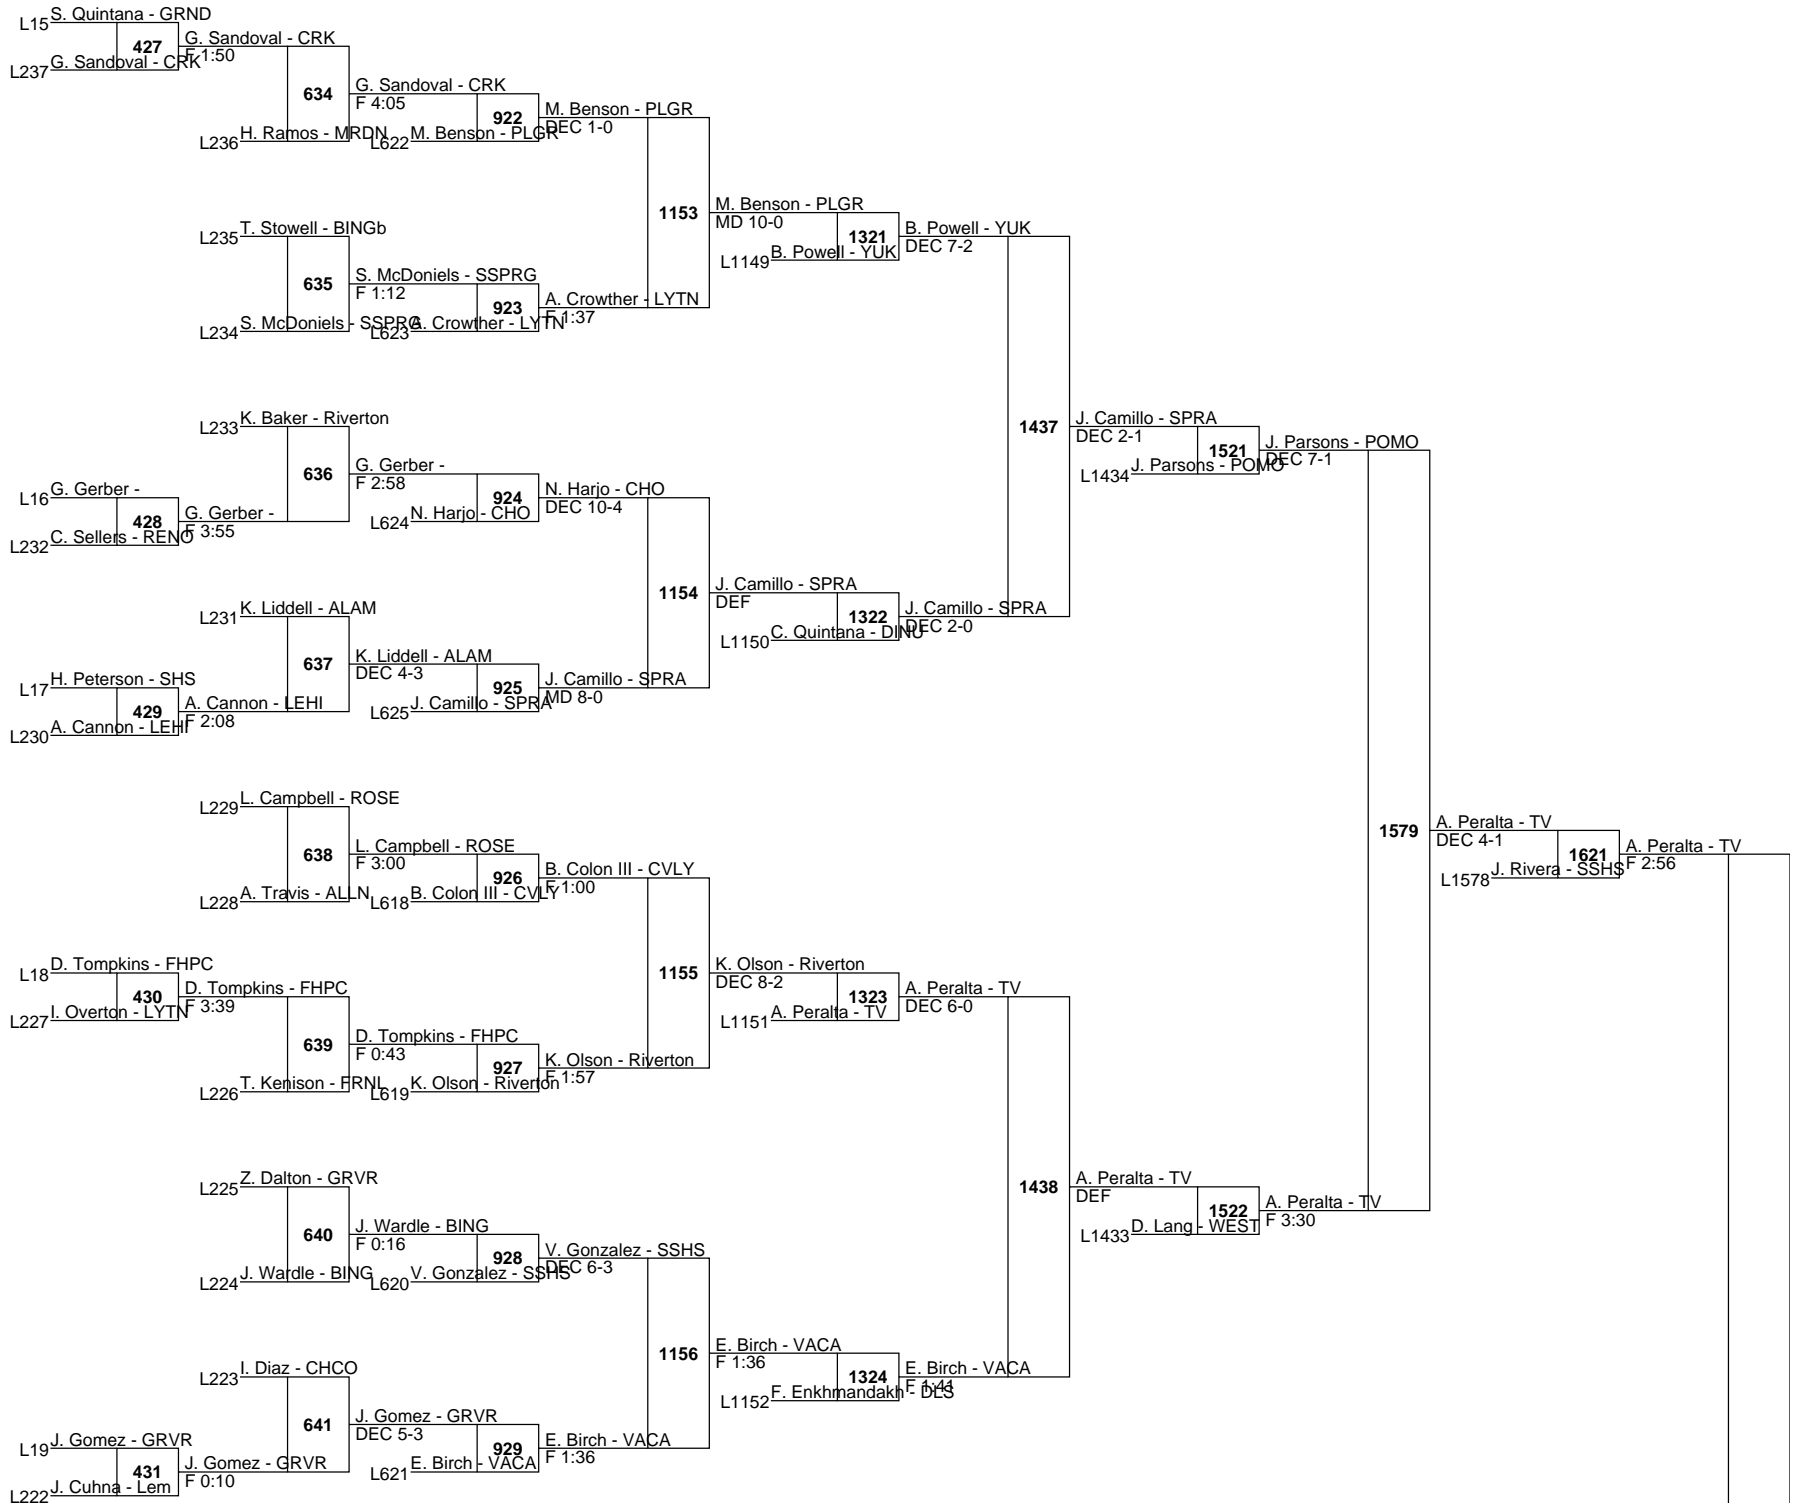 S. Quintana - GRND
L15
427
G. Sandoval - CRK
F 1:50
L237
G. Sandoval - CRK
634
G. Sandoval - CRK
F 4:05
L236
H. Ramos - MRDN
922
M. Benson - PLGR
DEC 1-0
L622
M. Benson - PLGR
1153
M. Benson - PLGR
MD 10-0
L235
T. Stowell - BINGb
635
S. McDoniels - SSPRG
F 1:12
L234
S. McDoniels - SSPRG
923
A. Crowther - LYTN
F 1:37
L623
A. Crowther - LYTN
1321
B. Powell - YUK
DEC 7-2
L1149
B. Powell - YUK
L233
K. Baker - Riverton
636
G. Gerber -
F 2:58
L16
G. Gerber -
428
G. Gerber -
F 3:55
L232
C. Sellers - RENO
924
N. Harjo - CHO
DEC 10-4
L624
N. Harjo - CHO
1437
J. Camillo - SPRA
DEC 2-1
1521
J. Parsons - POMO
DEC 7-1
L1434
J. Parsons - POMO
1154
J. Camillo - SPRA
DEF
1322
J. Camillo - SPRA
DEC 2-0
L1150
C. Quintana - DINU
L231
K. Liddell - ALAM
637
K. Liddell - ALAM
DEC 4-3
L17
H. Peterson - SHS
429
A. Cannon - LEHI
F 2:08
L230
A. Cannon - LEHI
925
J. Camillo - SPRA
MD 8-0
L625
J. Camillo - SPRA
L229
L. Campbell - ROSE
638
L. Campbell - ROSE
F 3:00
L228
A. Travis - ALLN
926
B. Colon III - CVLY
F 1:00
L618
B. Colon III - CVLY
1579
A. Peralta - TV
DEC 4-1
1621
A. Peralta - TV
F 2:56
L1578
J. Rivera - SSHS
L18
D. Tompkins - FHPC
430
D. Tompkins - FHPC
F 3:39
L227
I. Overton - LYTN
1155
K. Olson - Riverton
DEC 8-2
1323
A. Peralta - TV
DEC 6-0
L1151
A. Peralta - TV
639
D. Tompkins - FHPC
F 0:43
L226
T. Kenison - FRNL
927
K. Olson - Riverton
F 1:57
L619
K. Olson - Riverton
L225
Z. Dalton - GRVR
640
J. Wardle - BING
F 0:16
L224
J. Wardle - BING
928
V. Gonzalez - SSHS
DEC 6-3
L620
V. Gonzalez - SSHS
1438
A. Peralta - TV
DEF
1522
A. Peralta - TV
F 3:30
L1433
D. Lang - WEST
1156
E. Birch - VACA
F 1:36
1324
E. Birch - VACA
F 1:41
L1152
F. Enkhmandakh - DLS
L223
I. Diaz - CHCO
641
J. Gomez - GRVR
DEC 5-3
L19
J. Gomez - GRVR
431
J. Gomez - GRVR
F 0:10
L222
J. Cuhna - Lem
929
E. Birch - VACA
F 1:36
L621
E. Birch - VACA